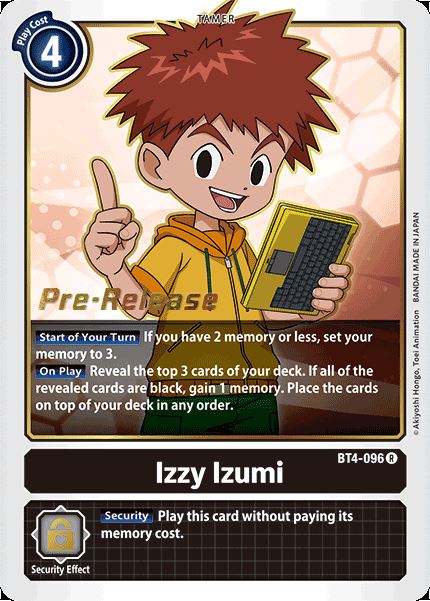 TAMER
Play Cost
4
Pre-Release
Start of Your Turn If you have 2 memory or less, set your
memory to 3.
On Play Reveal the top 3 cards of your deck. If all of the
revealed cards are black, gain 1 memory. Place the cards
on top of your deck in any order.
©Akiyoshi Hongo, Toei Animation BANDAI MADE IN JAPAN
BT4-096 R
Izzy Izumi
Security Play this card without paying its
memory cost.
Security Effect